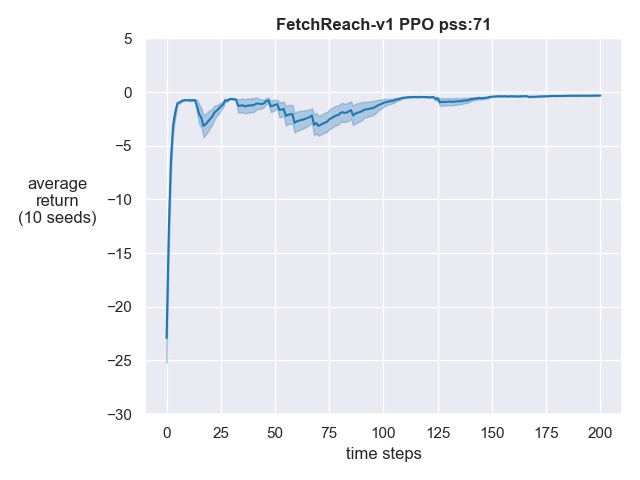 FetchReach-v1 PPO pss:71
5
0
−5
−10
−15
−20
−25
−30
average
return
(10 seeds)
0 25 50 75 100 125 150 175 200
time steps